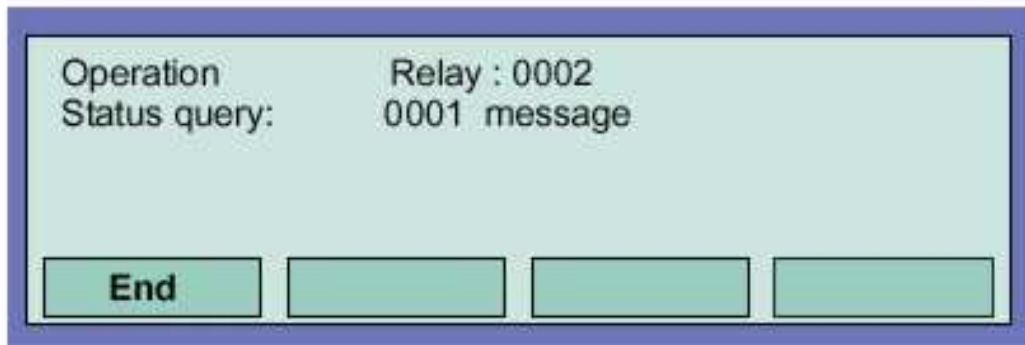 Operation Relay : 0002
Status query: 0001 message
End